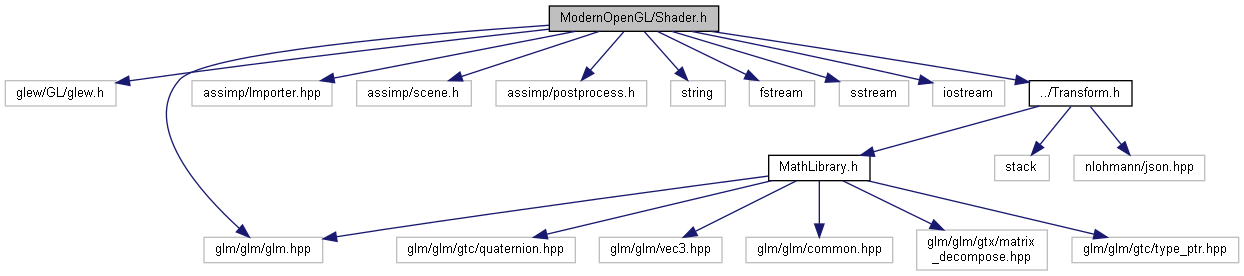 ModernOpenGL/Shader.h
glew/GL/glew.h
assimp/Importer.hpp
assimp/scene.h
assimp/postprocess.h
string
fstream
sstream
iostream
../Transform.h
MathLibrary.h
stack
nlohmann/json.hpp
glm/glm/glm.hpp
glm/glm/gtc/quaternion.hpp
glm/glm/vec3.hpp
glm/glm/common.hpp
glm/glm/gtx/matrix
_decompose.hpp
glm/glm/gtc/type_ptr.hpp